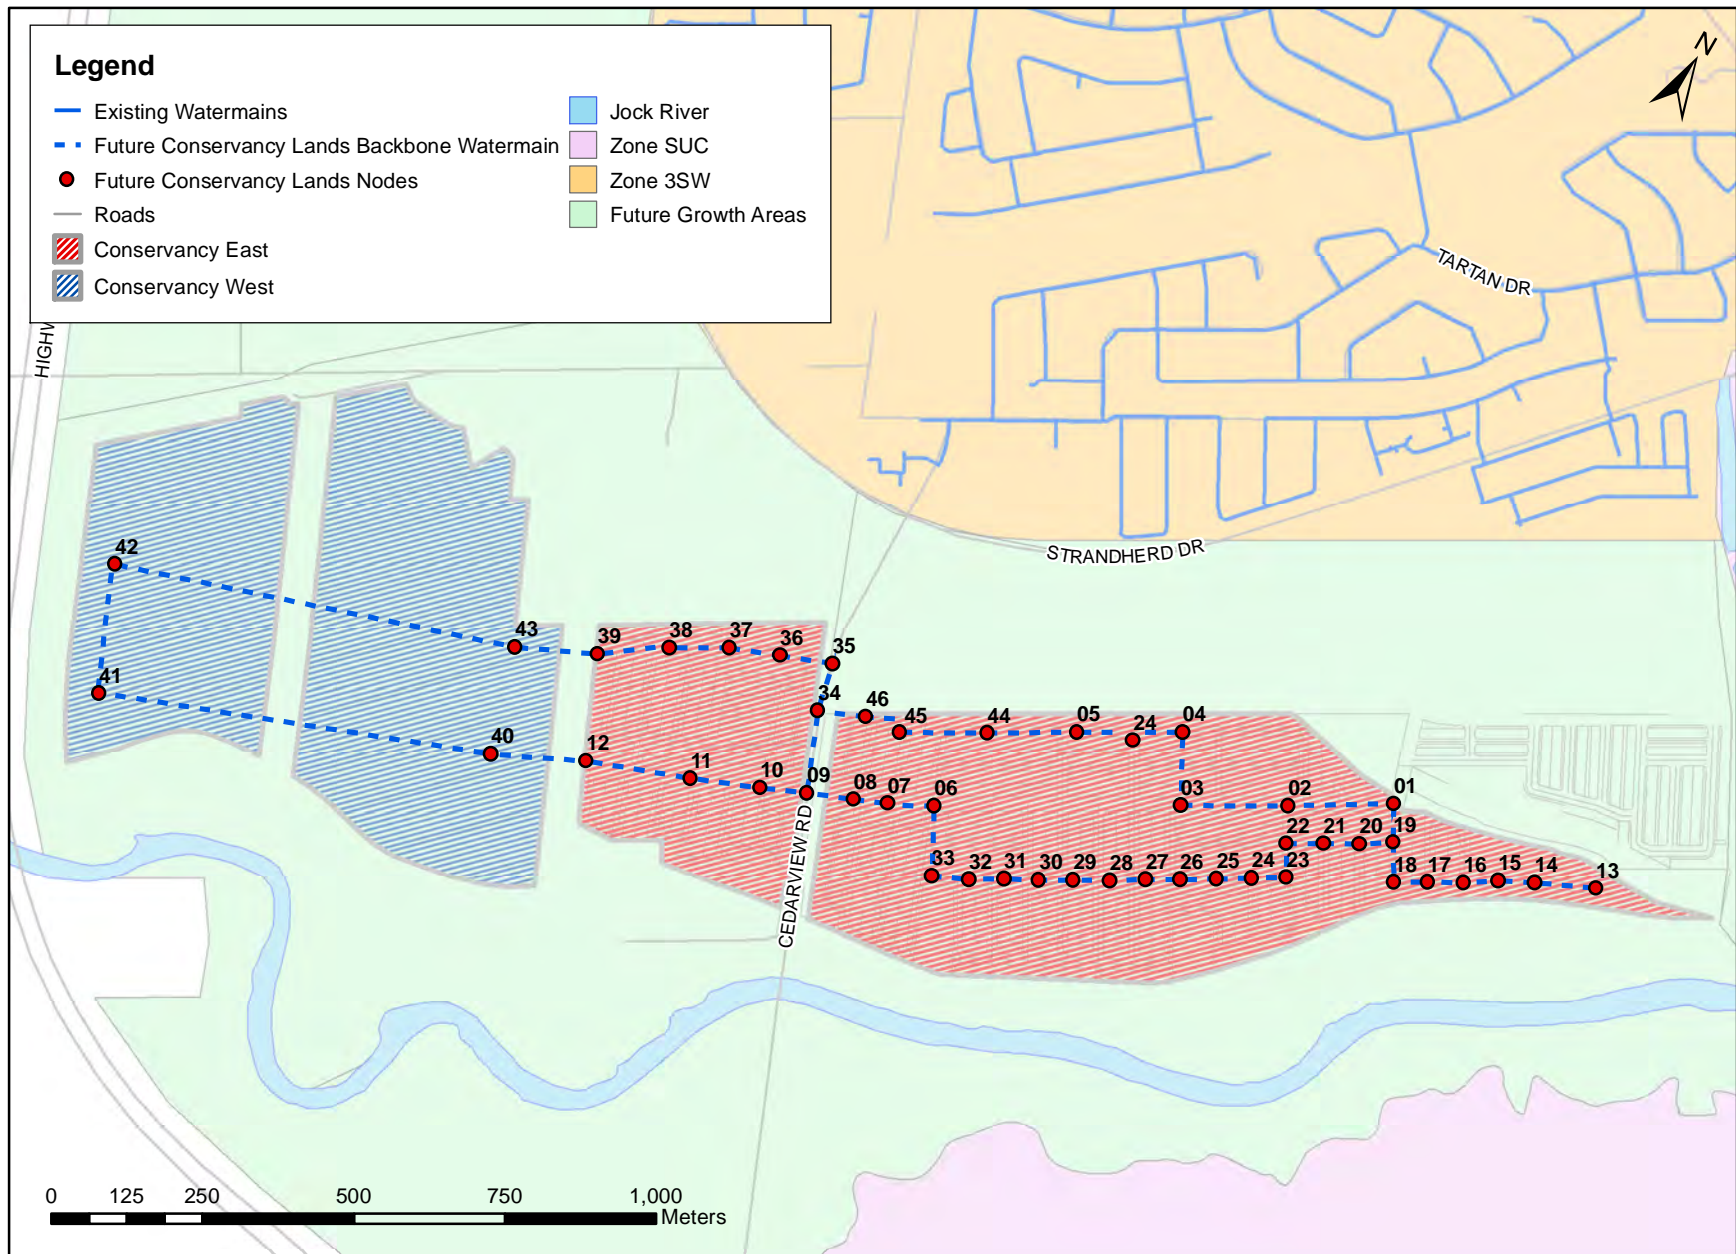 Legend
Existing Watermains
Future Conservancy Lands Backbone Watermain
Future Conservancy Lands Nodes
Roads
Conservancy East
Conservancy West
Jock River
Zone SUC
Zone 3SW
Future Growth Areas
N
HIGHW
TARTAN DR
STRANDHERD DR
42
43
39
38
37
36
35
41
34
46
45
44
05
24
04
40
12
11
10
09
08
07
06
03
02
01
22
21
20
19
33
32
31
30
29
28
27
26
25
24
23
18
17
16
15
14
13
CEDARVIEW RD
0 125 250 500 750 1,000
Meters